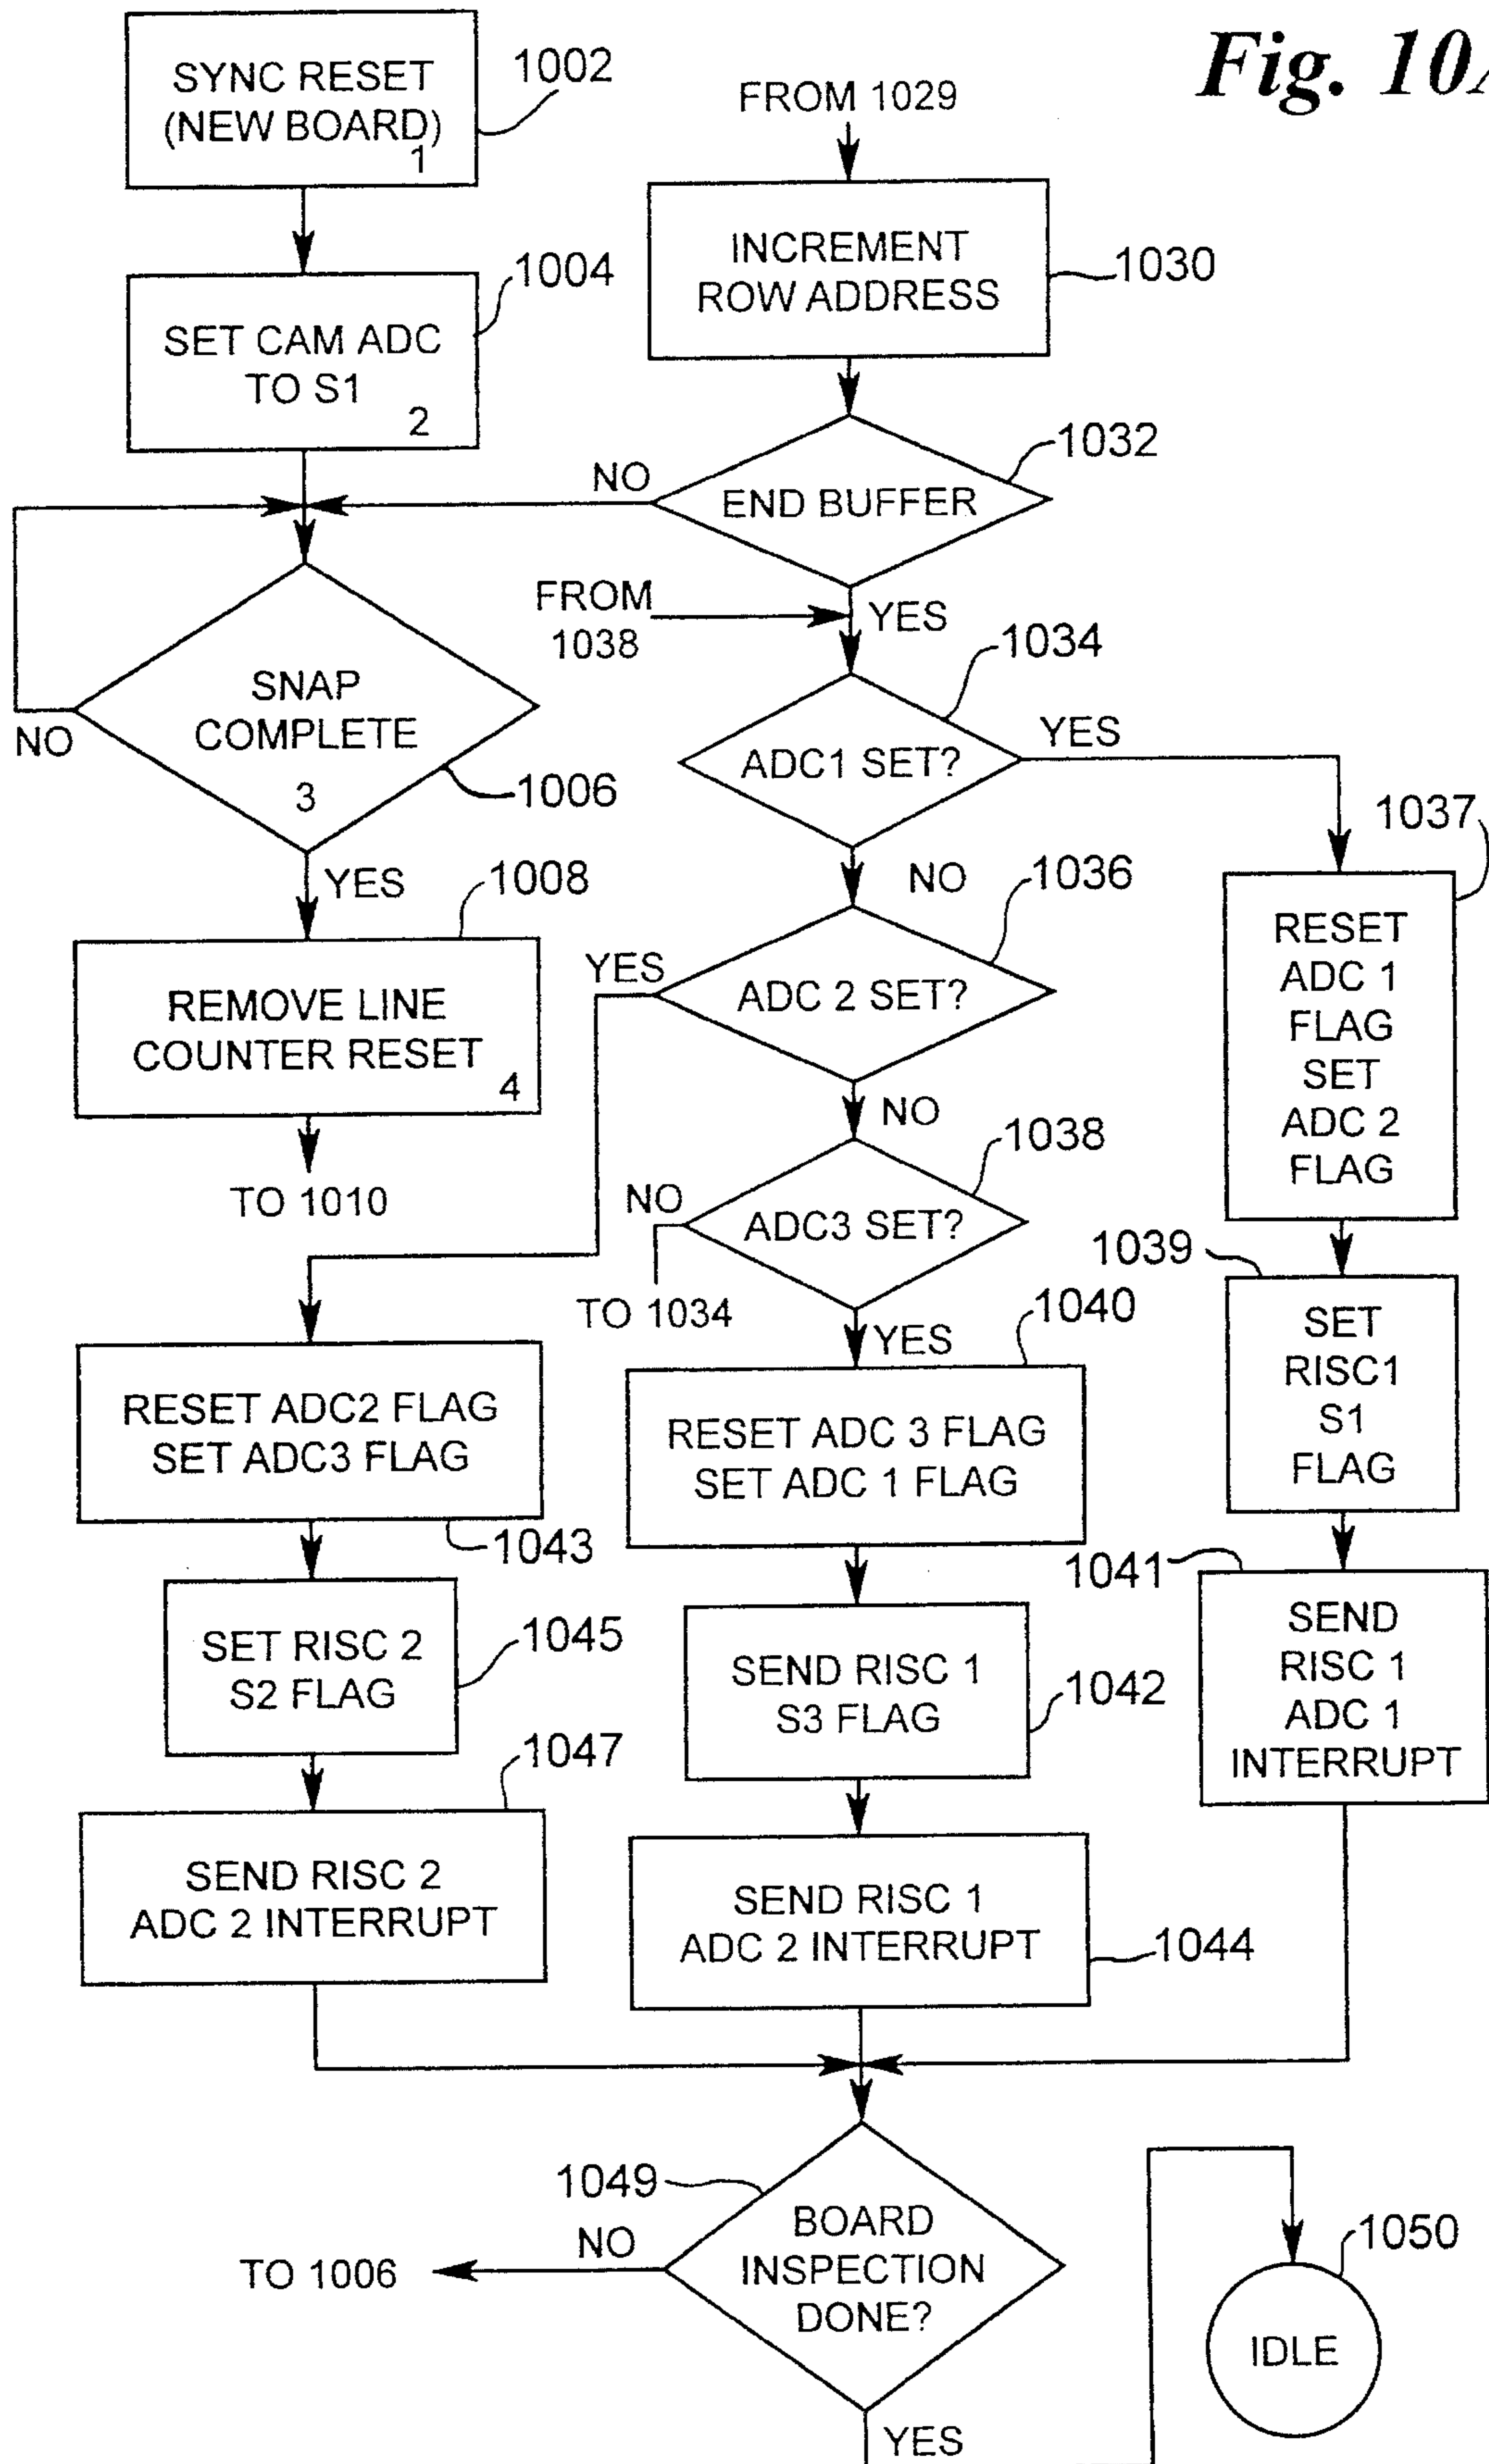 Fig. 10A
SYNC RESET
(NEW BOARD)
1
1002
SET CAM ADC
TO S1
2
1004
SNAP
COMPLETE
3
1006
NO
YES
REMOVE LINE
COUNTER RESET
4
1008
TO 1010
FROM 1029
INCREMENT
ROW ADDRESS
1030
END BUFFER
1032
NO
YES
FROM
1038
ADC1 SET?
1034
YES
NO
ADC 2 SET?
1036
YES
NO
ADC3 SET?
1038
NO
TO 1034
YES
RESET
ADC 1
FLAG
SET
ADC 2
FLAG
1037
SET
RISC1
S1
FLAG
1039
SEND
RISC 1
ADC 1
INTERRUPT
1041
RESET ADC2 FLAG
SET ADC3 FLAG
1043
SET RISC 2
S2 FLAG
1045
SEND RISC 2
ADC 2 INTERRUPT
1047
RESET ADC 3 FLAG
SET ADC 1 FLAG
1040
SEND RISC 1
S3 FLAG
1042
SEND RISC 1
ADC 2 INTERRUPT
1044
BOARD
INSPECTION
DONE?
1049
NO
TO 1006
YES
IDLE
1050